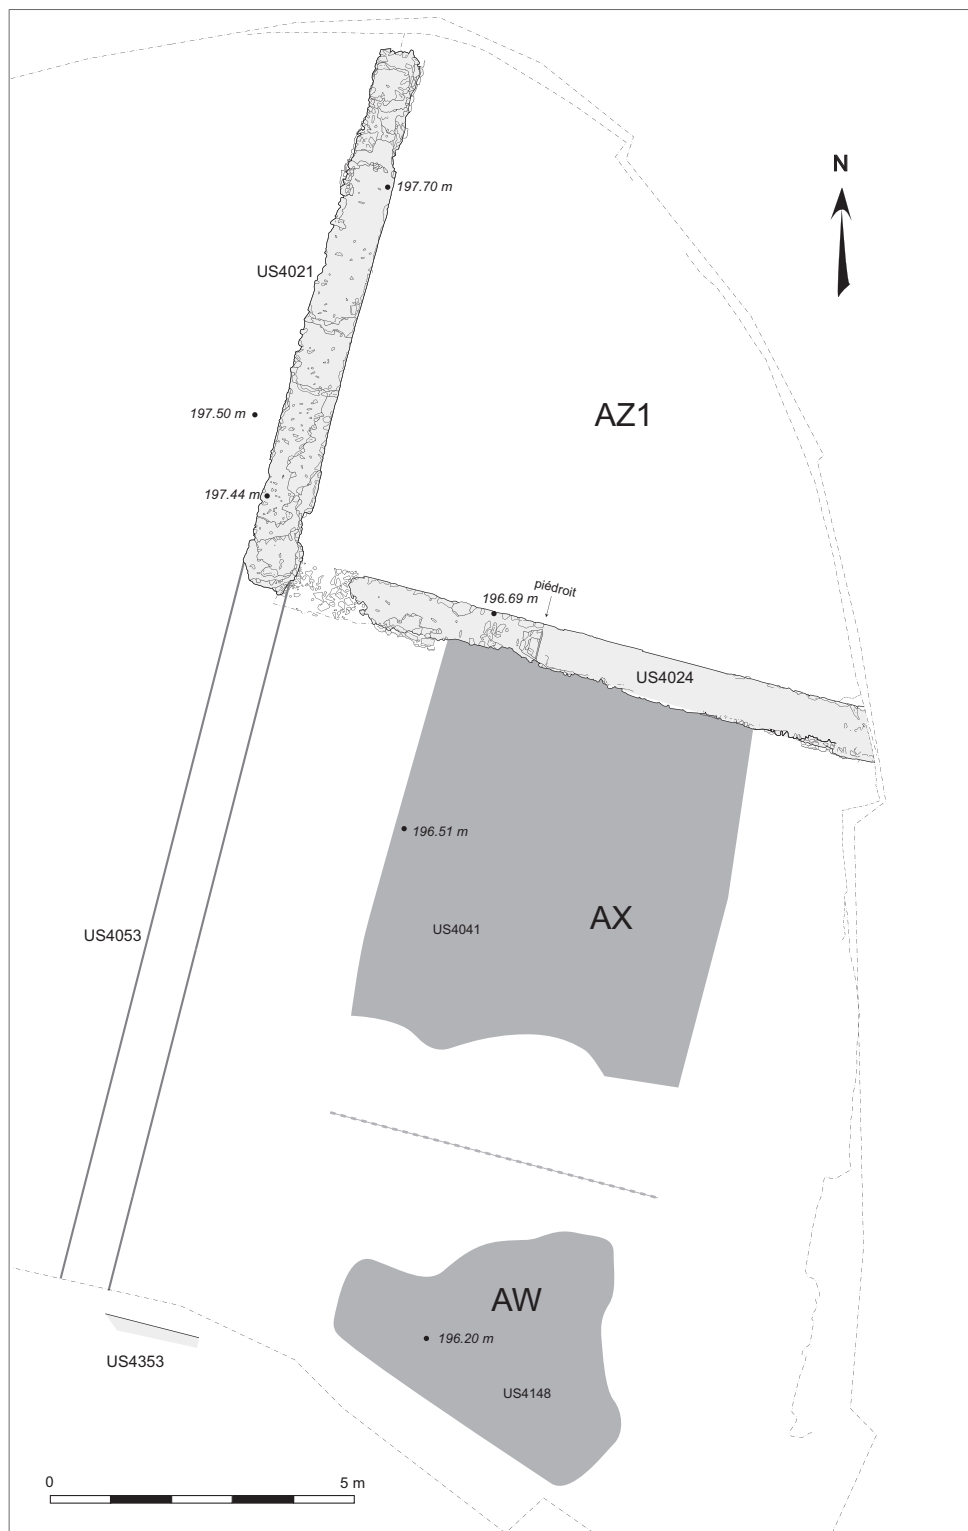 N
197.70 m
US4021
AZ1
197.50 m
197.44 m
piédroit
196.69 m
US4024
196.51 m
AX
US4041
US4053
AW
196.20 m
US4353
US4148
0 5 m